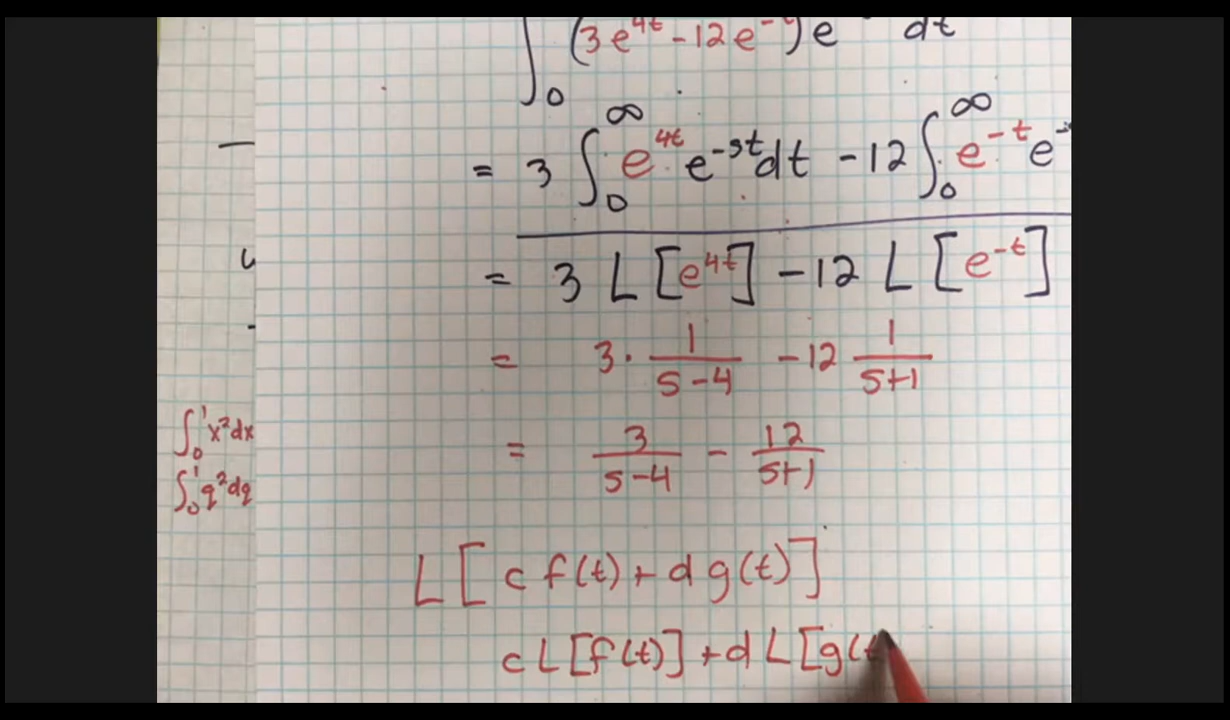 ∫₀ (3e^{4t} - 12e^{-t}) e dt
= 3 ∫₀^∞ e^{4t} e^{-st} dt - 12 ∫₀^∞ e^{-t} e^-
= 3 L[e^{4t}] - 12 L[e^{-t}]
= 3 · 1/(s-4) - 12 1/(s+1)
= 3/(s-4) - 12/(s+1)
∫₀¹ x² dx
∫₀¹ q² dq
L[c f(t) + d g(t)]
c L[f(t)] + d L[g(t